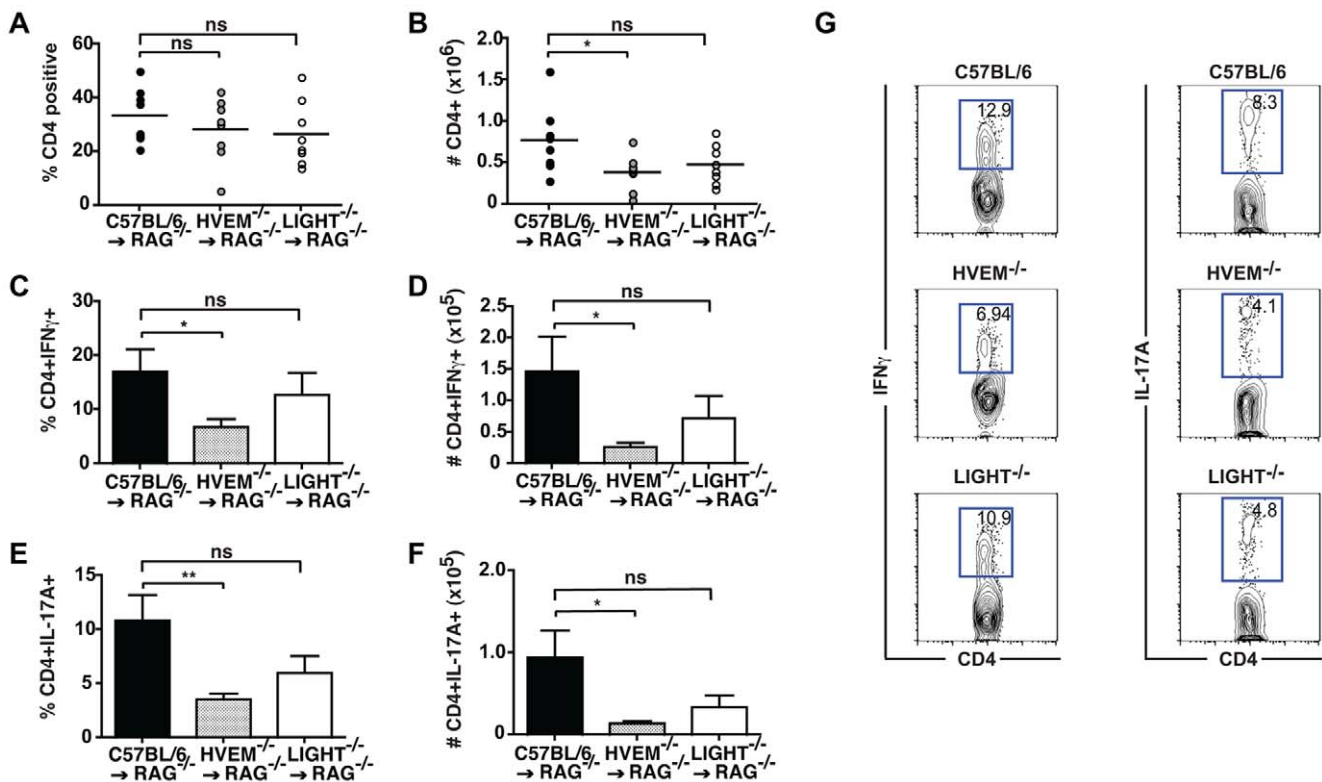 A
% CD4 positive
60
40
20
0
ns
ns
C57BL/6 HVEM-/- LIGHT-/-
→ RAG-/- → RAG-/- → RAG-/-
B
# CD4+ (x10⁶)
2.0
1.5
1.0
0.5
0
ns
*
C57BL/6 HVEM-/- LIGHT-/-
→ RAG-/- → RAG-/- → RAG-/-
C
% CD4+IFNγ+
30
20
10
0
ns
*
C57BL/6 HVEM-/- LIGHT-/-
→ RAG-/- → RAG-/- → RAG-/-
D
# CD4+IFNγ+ (x10⁵)
2.5
2.0
1.5
1.0
0.5
0
ns
*
C57BL/6 HVEM-/- LIGHT-/-
→ RAG-/- → RAG-/- → RAG-/-
E
% CD4+IL-17A+
15
10
5
0
ns
**
C57BL/6 HVEM-/- LIGHT-/-
→ RAG-/- → RAG-/- → RAG-/-
F
# CD4+IL-17A+ (x10⁵)
2.0
1.0
0
ns
*
C57BL/6 HVEM-/- LIGHT-/-
→ RAG-/- → RAG-/- → RAG-/-
G
C57BL/6
12.9
HVEM-/-
6.94
LIGHT-/-
10.9
IFNγ
CD4
C57BL/6
8.3
HVEM-/-
4.1
LIGHT-/-
4.8
IL-17A
CD4